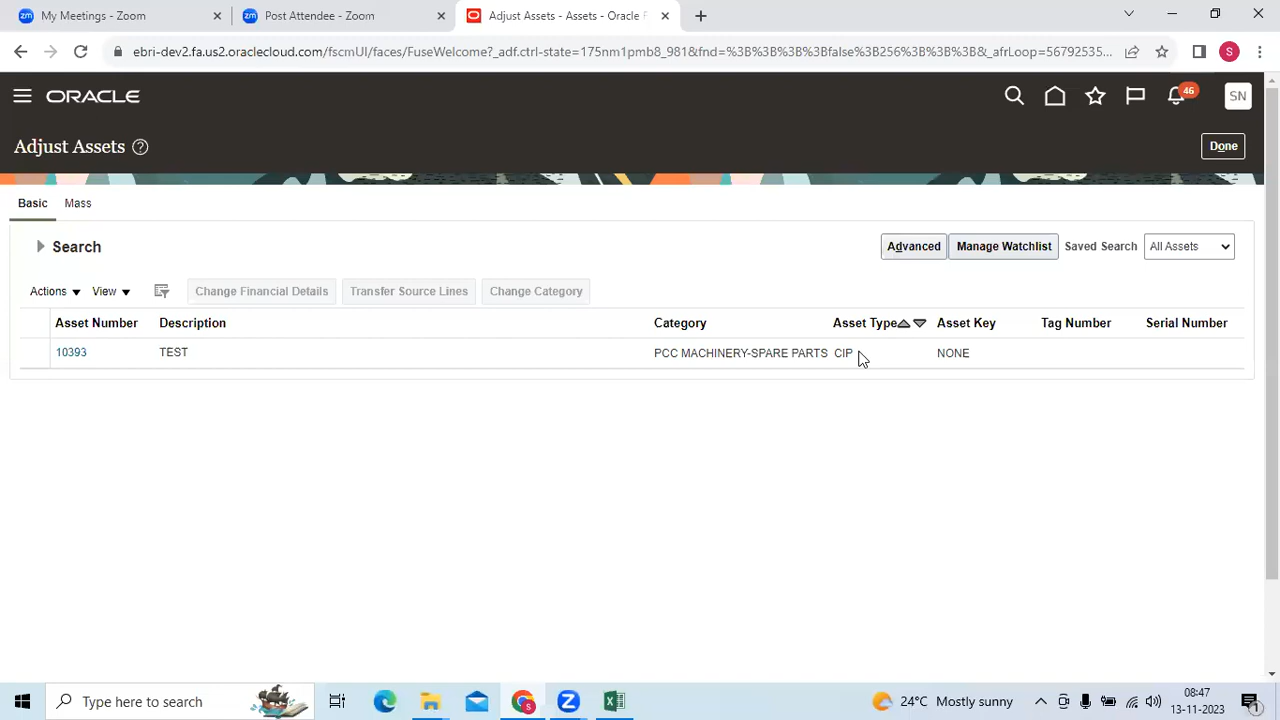 My Meetings - Zoom
Post Attendee - Zoom
Adjust Assets - Assets - Oracle F
ebri-dev2.fa.us2.oraclecloud.com/fscmUI/faces/FuseWelcome?_adf.ctrl-state=175nm1pmb8_981&fnd=%3B%3B%3B%3Bfalse%3B256%3B%3B%3B&_afrLoop=56792535...
S
ORACLE
46
SN
Adjust Assets
Done
Basic Mass
Search
Advanced Manage Watchlist Saved Search All Assets
Actions View Change Financial Details Transfer Source Lines Change Category
Asset Number Description Category Asset Type Asset Key Tag Number Serial Number
10393 TEST PCC MACHINERY-SPARE PARTS CIP NONE
Type here to search
24°C Mostly sunny
08:47
13-11-2023
1